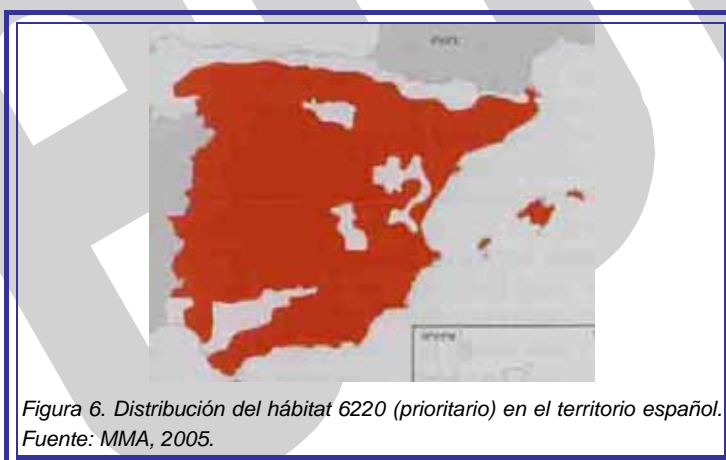 Figura 6. Distribución del hábitat 6220 (prioritario) en el territorio español.
Fuente: MMA, 2005.